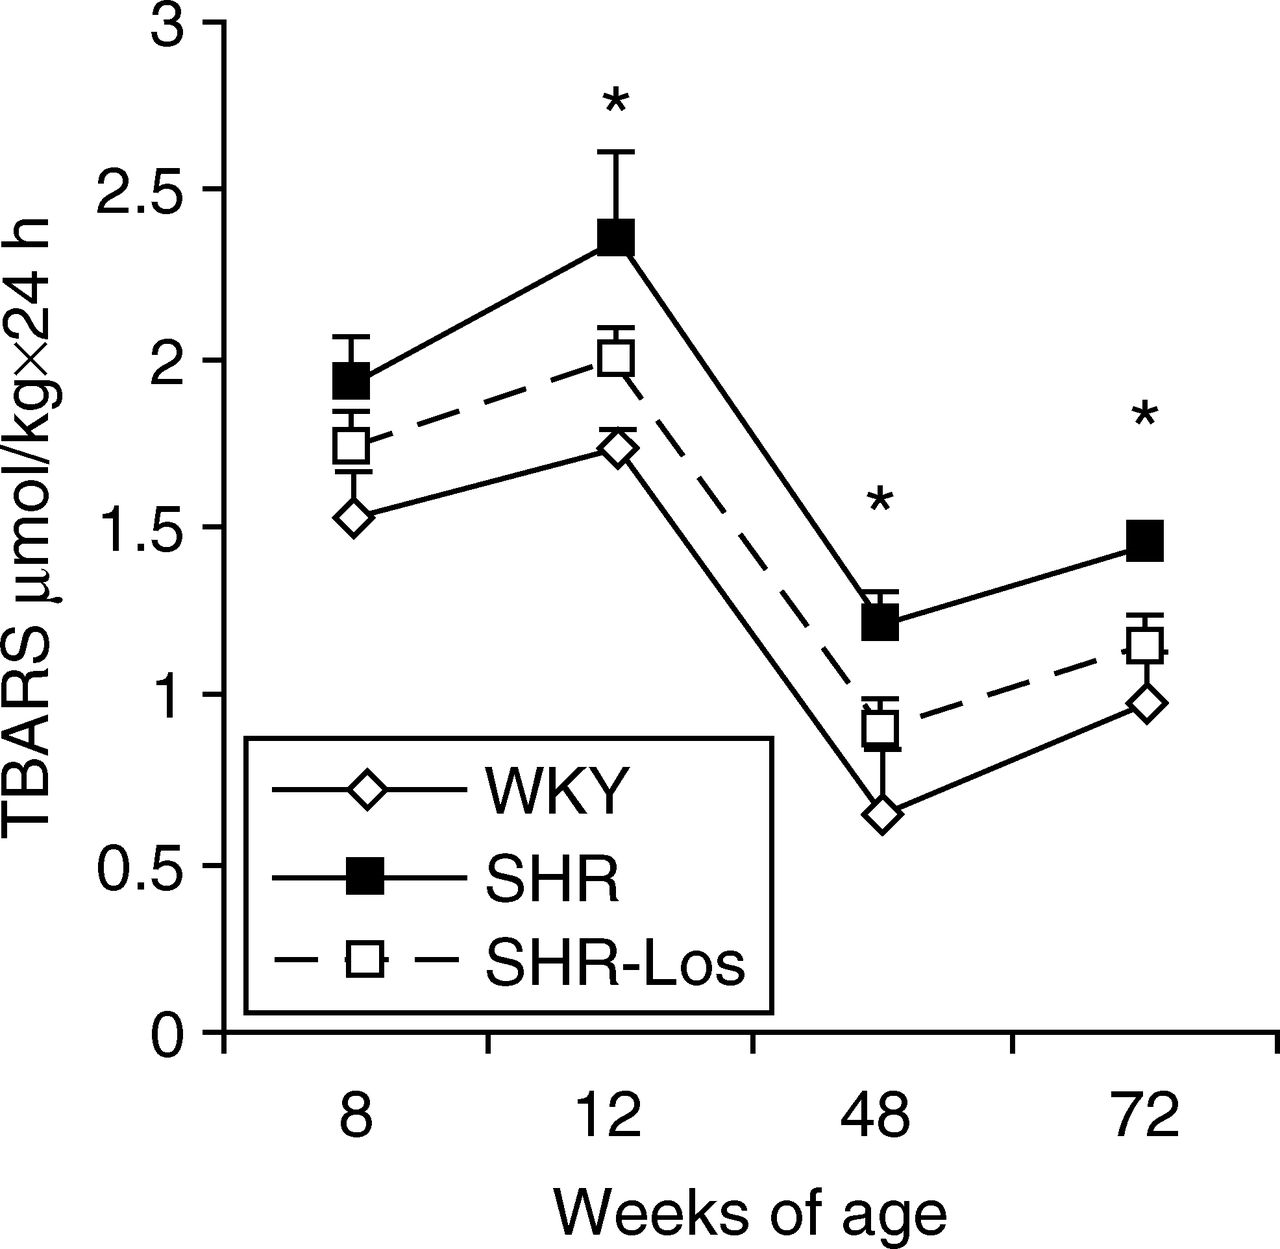 3
*
2.5
2
*
1.5
*
1
0.5
0
TBARS μmol/kg×24 h
WKY
SHR
SHR-Los
8 12 48 72
Weeks of age